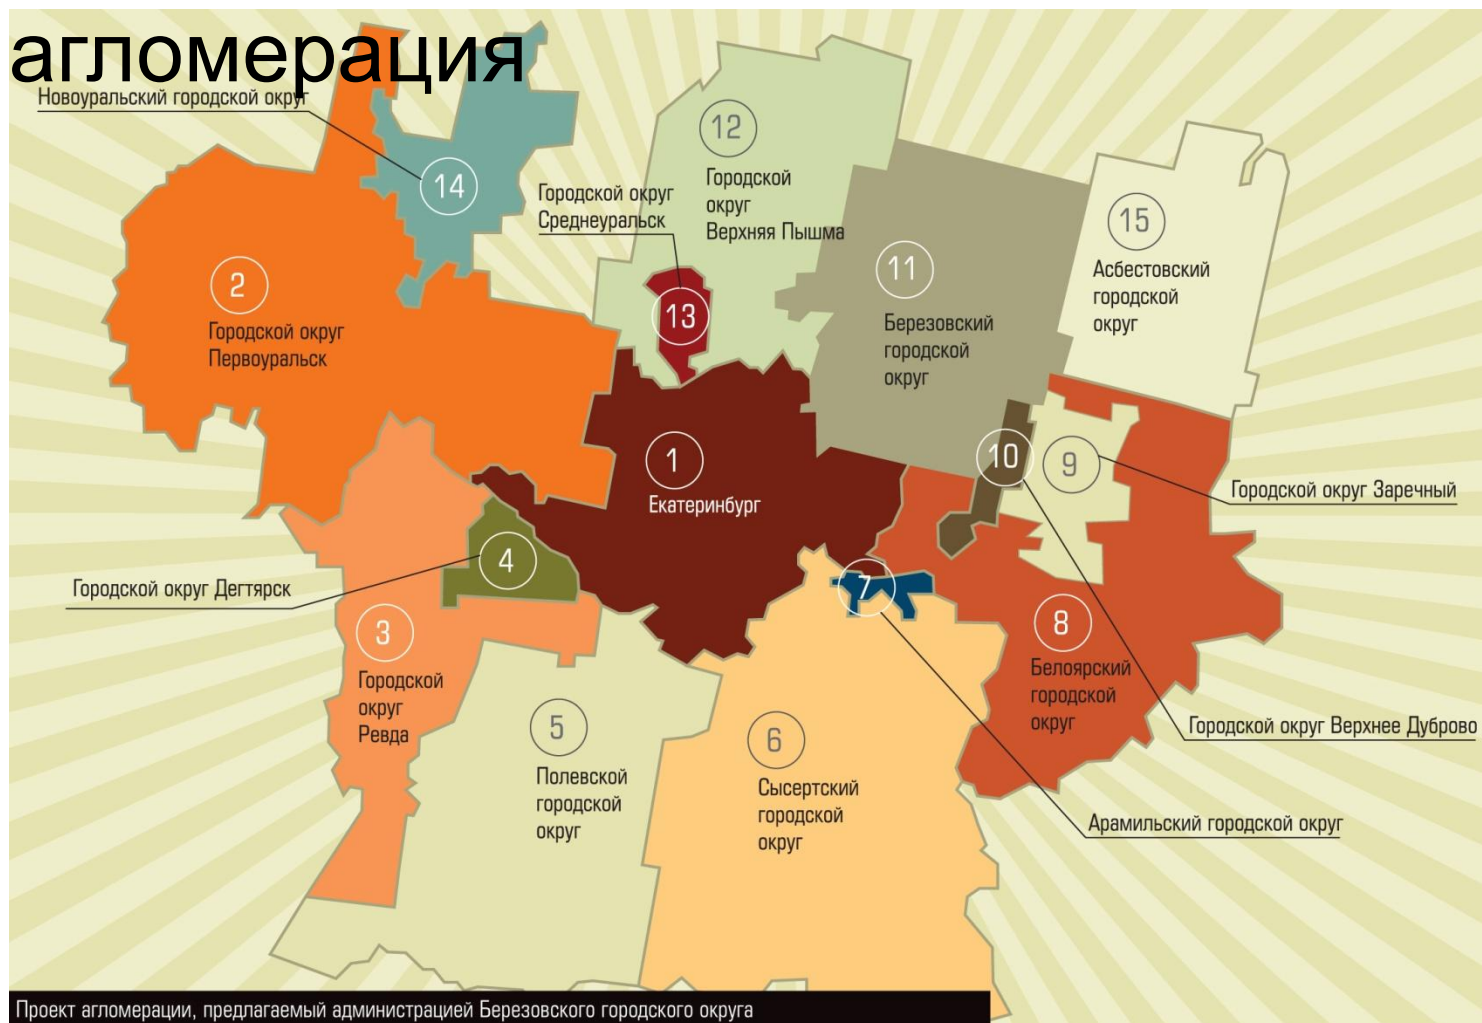 агломерация
Новоуральский городской округ
14
12
Городской
округ
Верхняя Пышма
Городской округ
Среднеуральск
13
15
Асбестовский
городской
округ
11
Березовский
городской
округ
2
Городской округ
Первоуральск
1
Екатеринбург
10
9
Городской округ Заречный
4
Городской округ Дегтярск
7
3
Городской
округ
Ревда
8
Белоярский
городской
округ
5
Полевской
городской
округ
6
Сысертский
городской
округ
Городской округ Верхнее Дуброво
Арамильский городской округ
Проект агломерации, предлагаемый администрацией Березовского городского округа